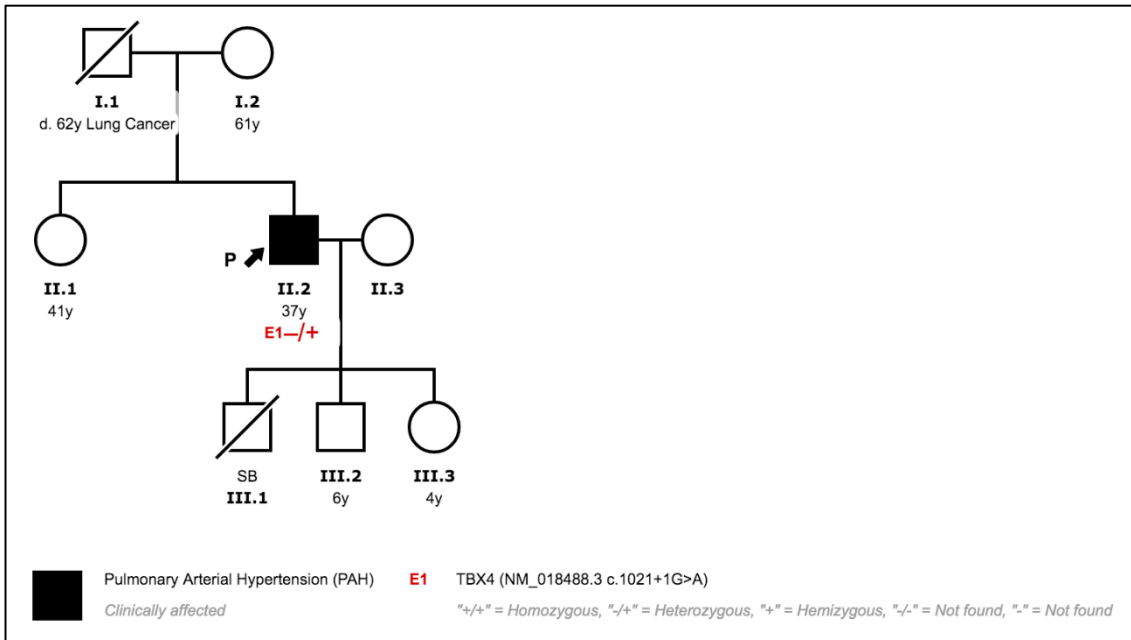 I.1
I.2
d. 62y Lung Cancer
61y
P
II.1
II.2
II.3
41y
37y
E1—/+
SB
III.2
III.3
III.1
6y
4y
Pulmonary Arterial Hypertension (PAH)
E1
TBX4 (NM_018488.3 c.1021+1G>A)
Clinically affected
"+/+" = Homozygous, "-/+" = Heterozygous, "+" = Hemizygous, "-/-" = Not found, "-" = Not found